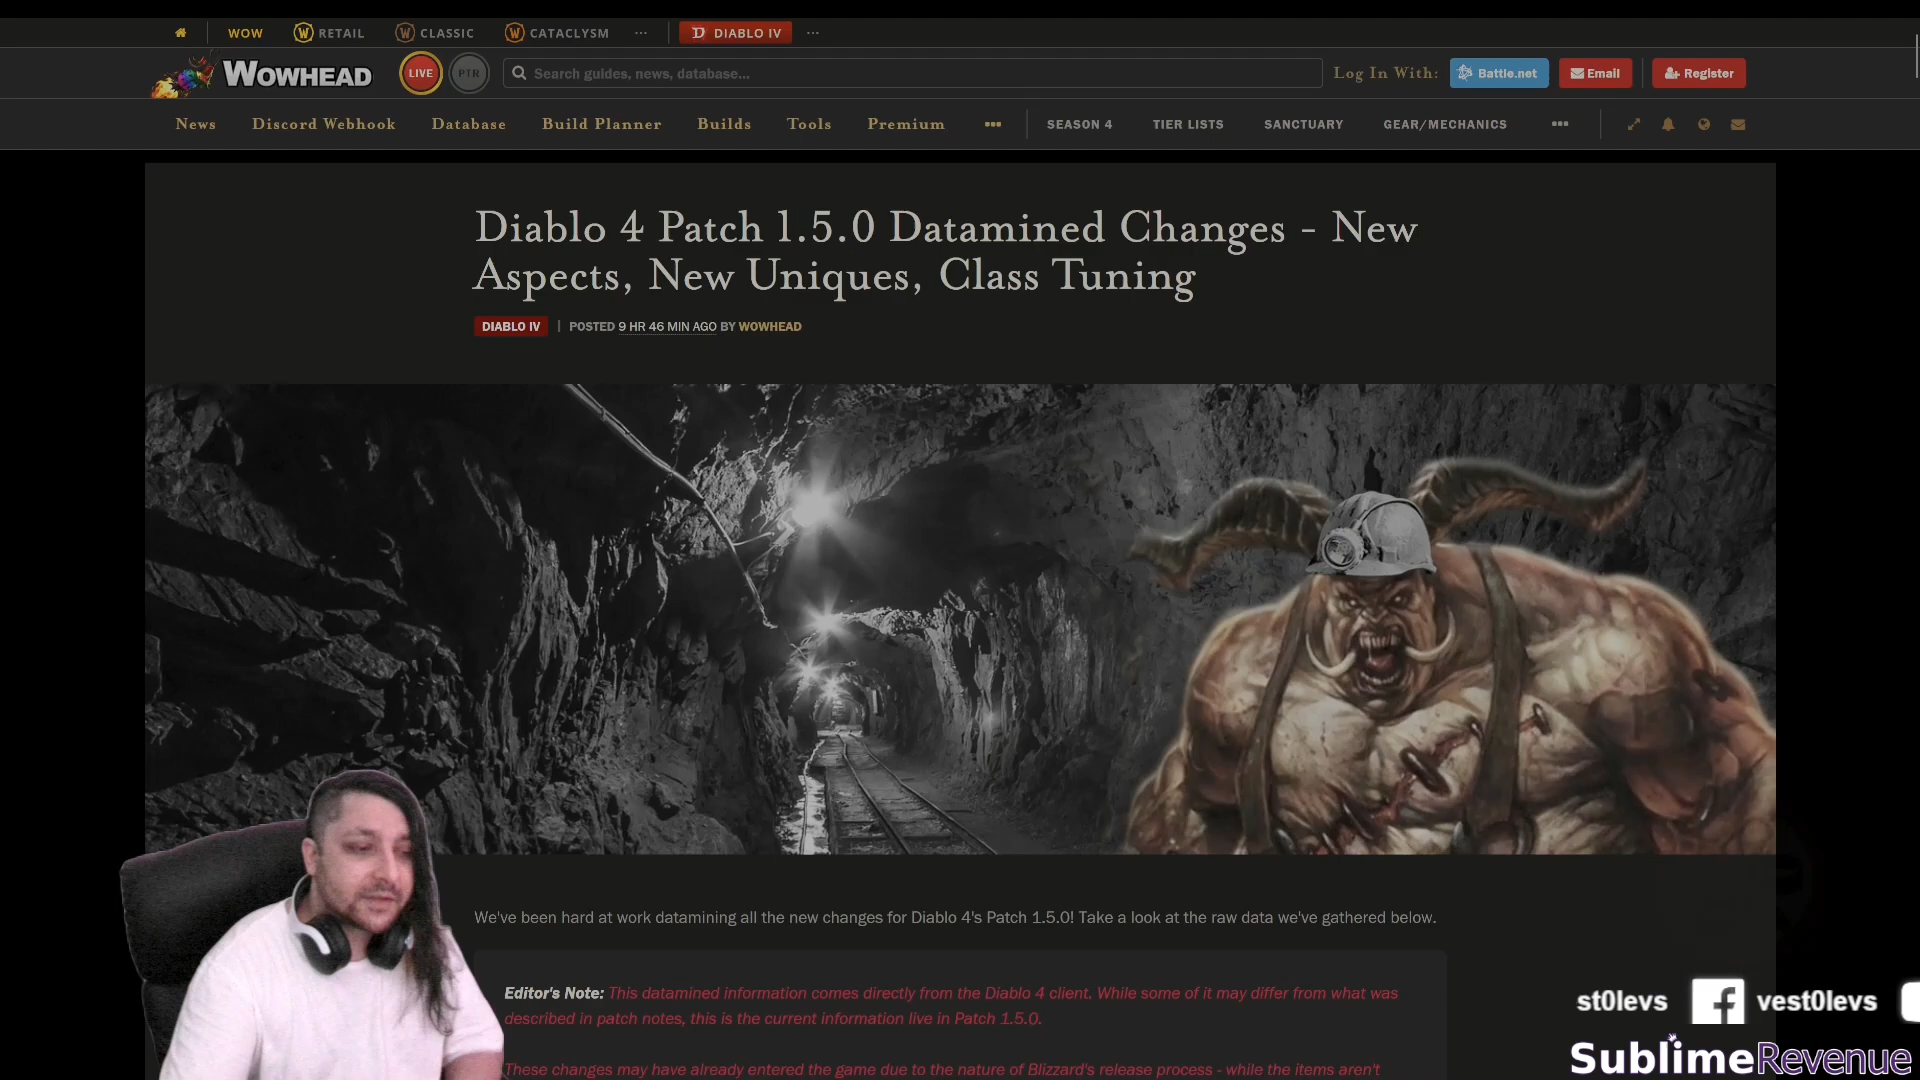 WOW
RETAIL
CLASSIC
CATACLYSM
DIABLO IV
WOWHEAD
LIVE
PTR
Search guides, news, database...
Log In With:
Battle.net
Email
Register
News
Discord Webhook
Database
Build Planner
Builds
Tools
Premium
SEASON 4
TIER LISTS
SANCTUARY
GEAR/MECHANICS
Diablo 4 Patch 1.5.0 Datamined Changes - New
Aspects, New Uniques, Class Tuning
DIABLO IV | POSTED 9 HR 46 MIN AGO BY WOWHEAD
We've been hard at work datamining all the new changes for Diablo 4's Patch 1.5.0! Take a look at the raw data we've gathered below.
Editor's Note: This datamined information comes directly from the Diablo 4 client. While some of it may differ from what was
described in patch notes, this is the current information live in Patch 1.5.0.
These changes may have already entered the game due to the nature of Blizzard's release process - while the items aren't
st0levs
vest0levs
SublimeRevenue